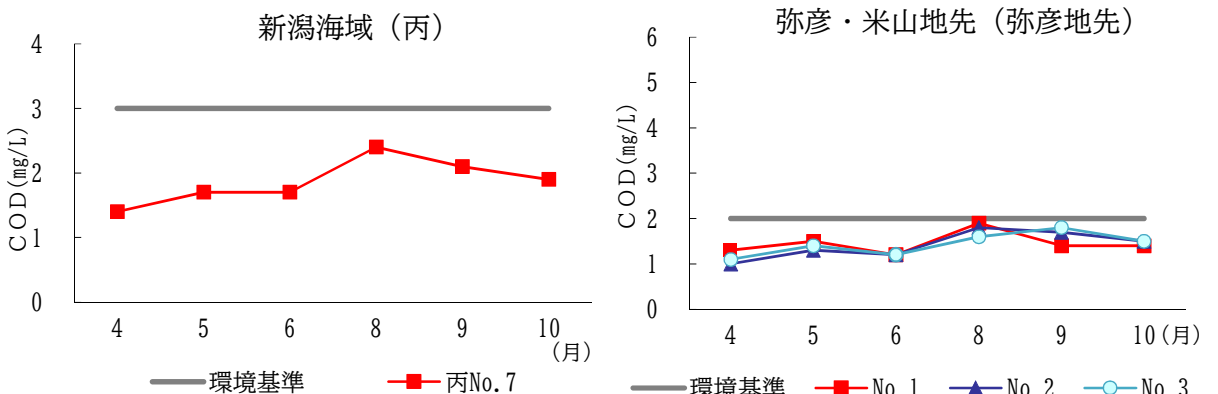 新潟海域（丙）
COD(mg/L)
4
3
2
1
0
4 5 6 8 9 10
(月)
環境基準 丙No.7
弥彦・米山地先（弥彦地先）
COD(mg/L)
6
5
4
3
2
1
0
4 5 6 8 9 10(月)
環境基準 No.1 No.2 No.3